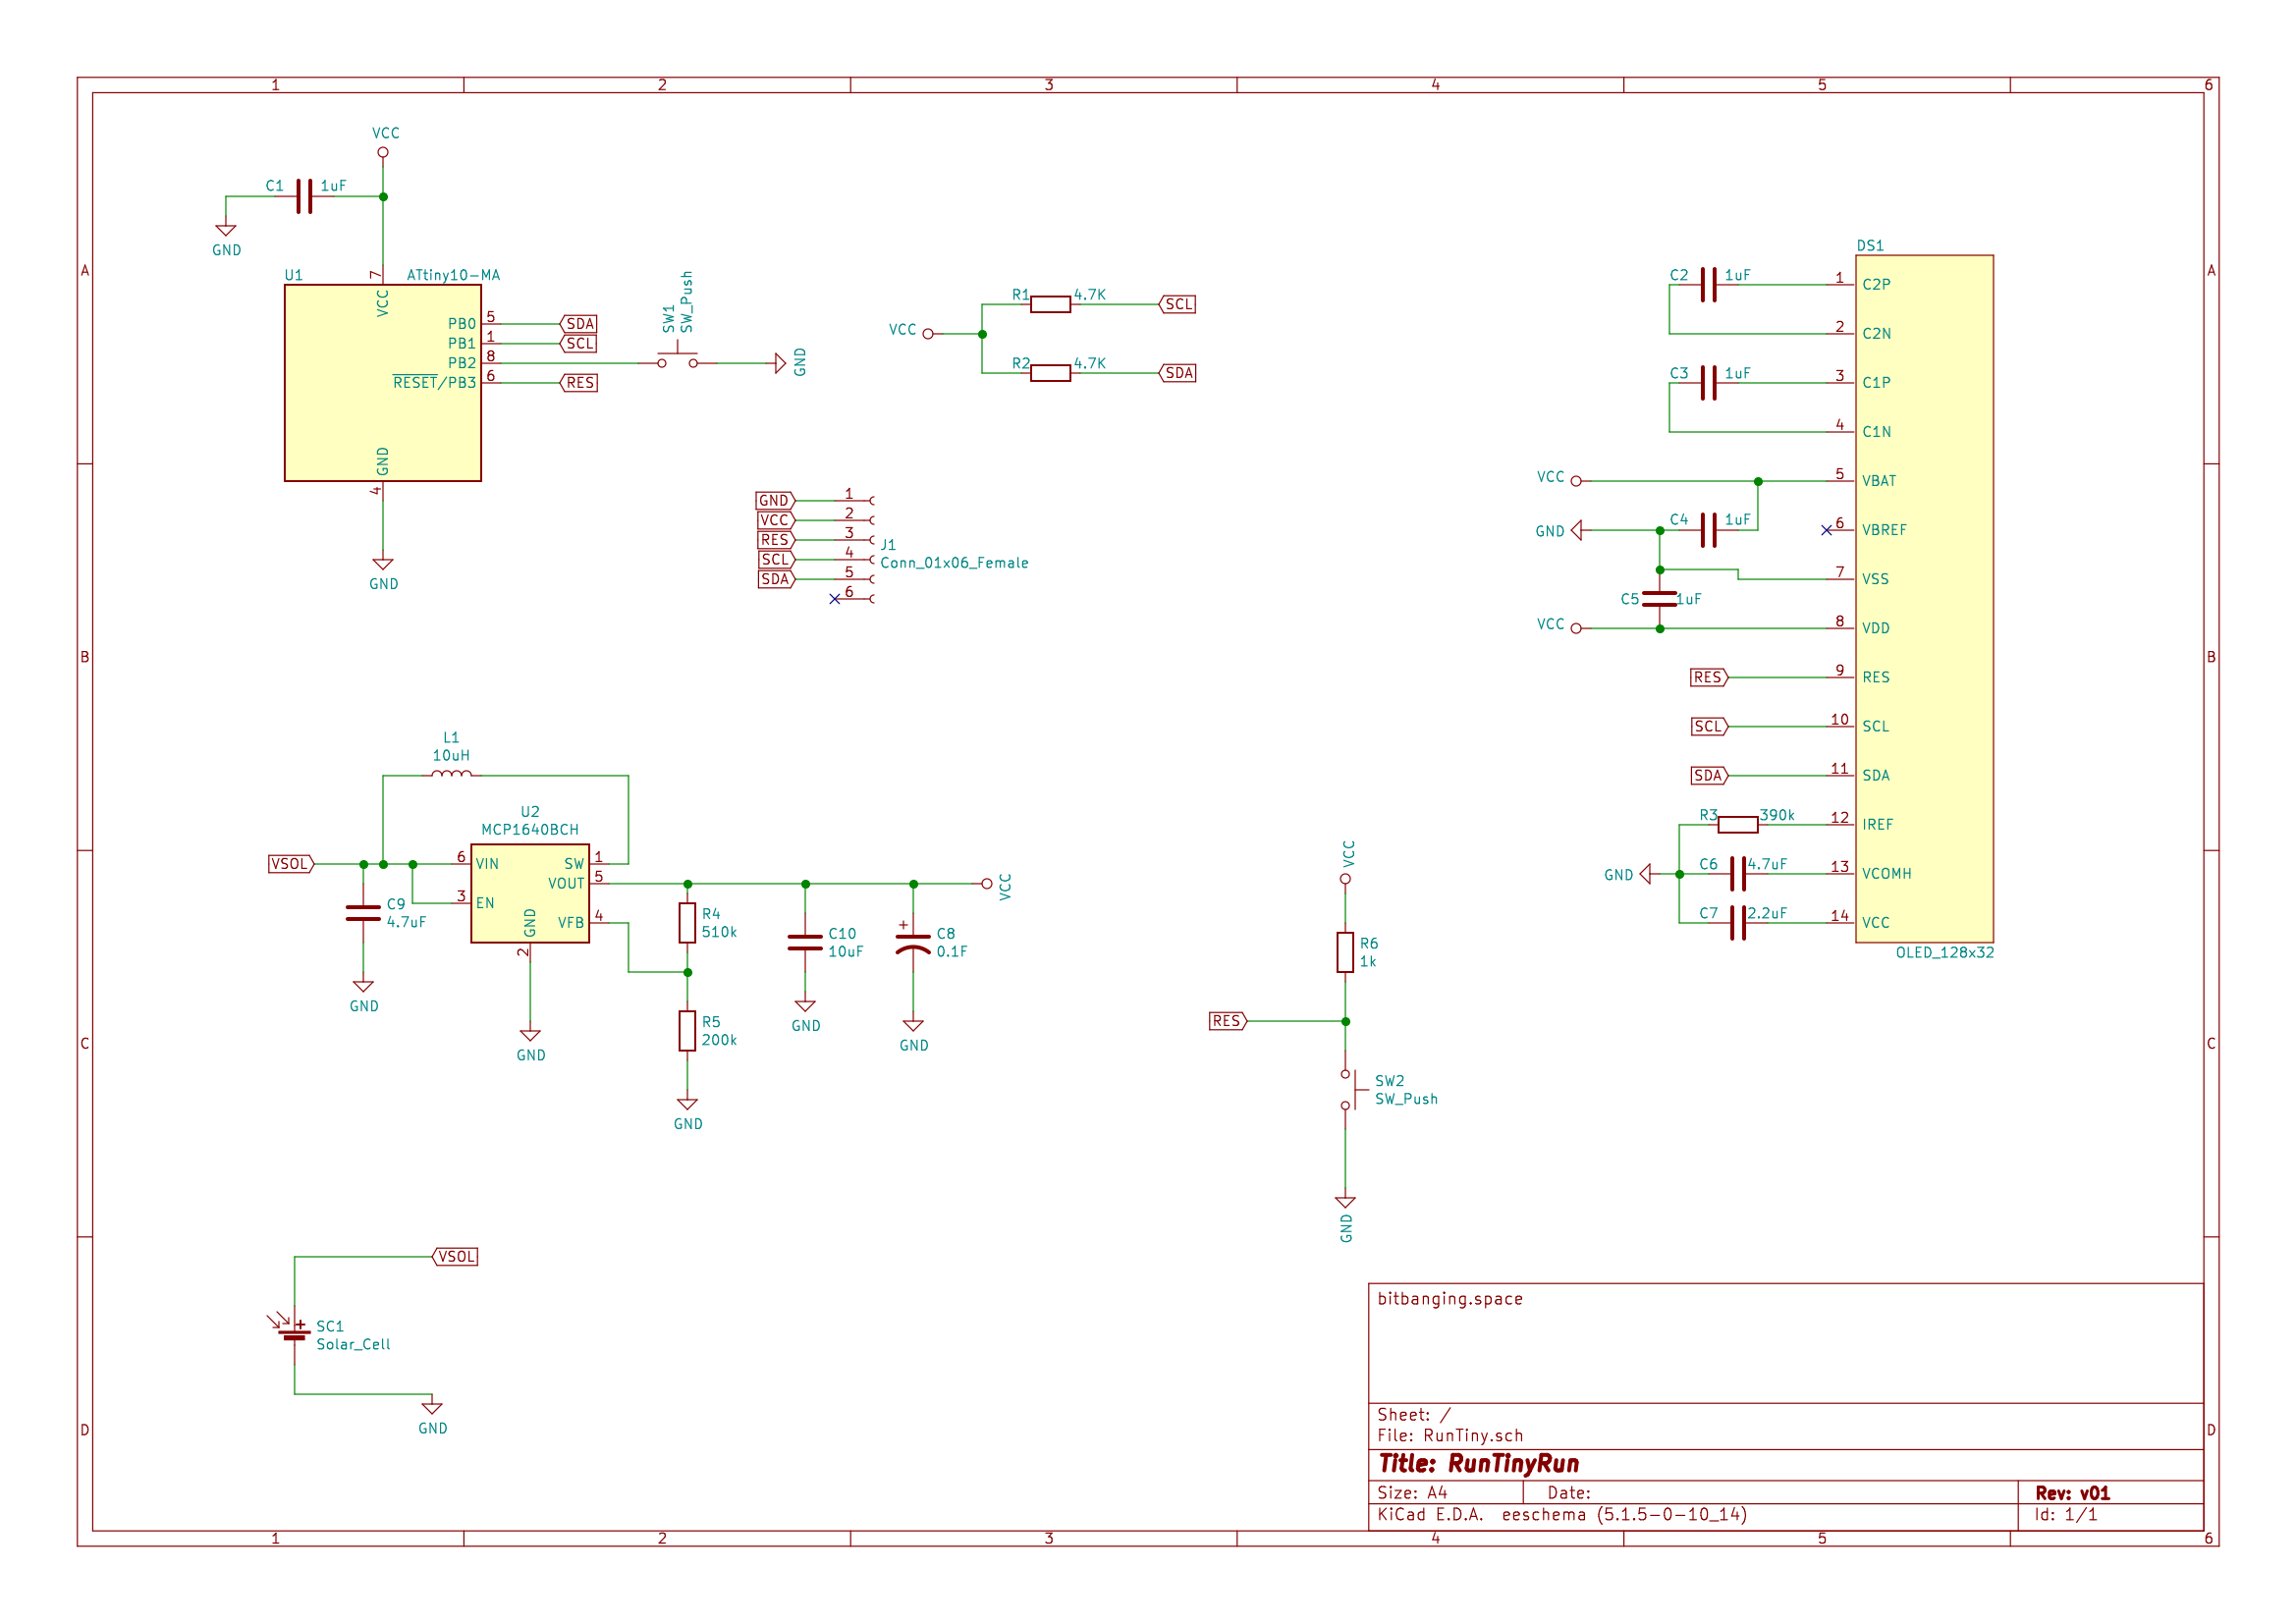 1 2 3 4 5 6
A A
B B
C C
D D
VCC
C1 1uF
GND
U1 ATtiny10-MA
7
VCC
PB0 5 SDA
PB1 1 SCL
PB2 8
RESET/PB3 6 RES
GND
4
GND
SW1
SW_Push
GND
VCC
R1 4.7K SCL
R2 4.7K SDA
GND 1
VCC 2
RES 3
SCL 4
SDA 5
6
J1
Conn_01x06_Female
DS1
C2 1uF 1 C2P
2 C2N
C3 1uF 3 C1P
4 C1N
VCC 5 VBAT
GND C4 1uF 6 VBREF
7 VSS
C5 1uF
VCC 8 VDD
RES 9 RES
SCL 10 SCL
SDA 11 SDA
R3 390k 12 IREF
GND C6 4.7uF 13 VCOMH
C7 2.2uF 14 VCC
OLED_128x32
L1
10uH
U2
MCP1640BCH
VSOL 6 VIN SW 1
VOUT 5
3 EN
GND
VFB 4
2
GND
C9
4.7uF
GND
R4
510k
R5
200k
GND
C10
10uF
GND
C8
0.1F
GND
VCC
VCC
R6
1k
RES
SW2
SW_Push
GND
VSOL
SC1
Solar_Cell
GND
bitbanging.space
Sheet: /
File: RunTiny.sch
Title: RunTinyRun
Size: A4 Date: Rev: v01
KiCad E.D.A. eeschema (5.1.5-0-10_14) Id: 1/1
1 2 3 4 5 6